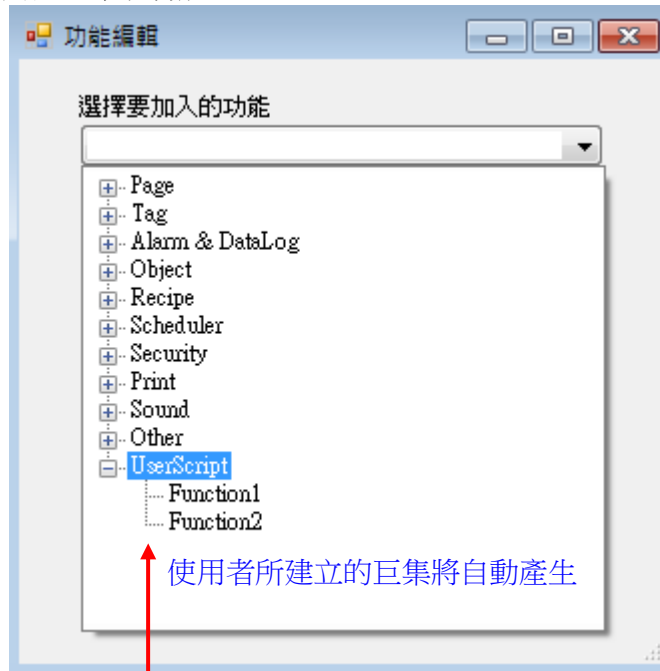 功能編輯
選擇要加入的功能
Page
Tag
Alarm & DataLog
Object
Recipe
Scheduler
Security
Print
Sound
Other
UserScript
Function1
Function2
使用者所建立的巨集將自動產生